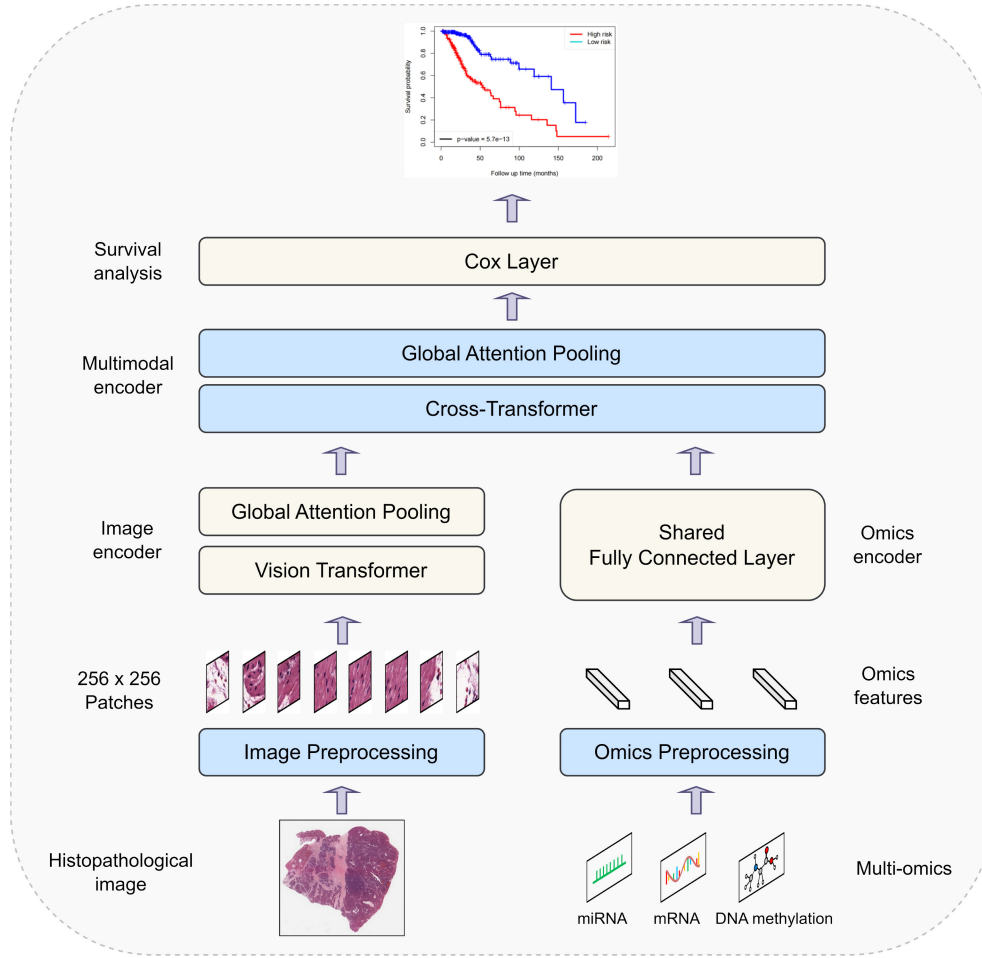 1.0
0.8
0.6
0.4
0.2
0.0
Survival probability
High risk
Low risk
p-value = 5.7e-13
0
50
100
150
200
Follow up time (months)
Survival
analysis
Cox Layer
Multimodal
encoder
Global Attention Pooling
Cross-Transformer
Image
encoder
Global Attention Pooling
Vision Transformer
Shared
Fully Connected Layer
Omics
encoder
256 x 256
Patches
Omics
features
Image Preprocessing
Omics Preprocessing
Histopathological
image
miRNA
mRNA
DNA methylation
Multi-omics